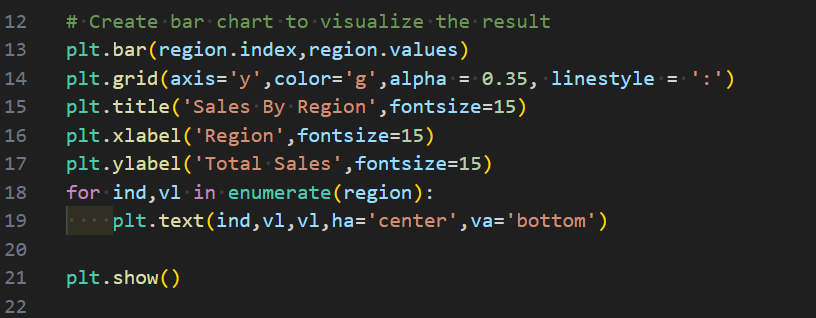 12 # Create bar chart to visualize the result
13 plt.bar(region.index,region.values)
14 plt.grid(axis='y',color='g',alpha = 0.35, linestyle = ':')
15 plt.title('Sales By Region',fontsize=15)
16 plt.xlabel('Region',fontsize=15)
17 plt.ylabel('Total Sales',fontsize=15)
18 for ind,vl in enumerate(region):
19     plt.text(ind,vl,vl,ha='center',va='bottom')
20
21 plt.show()
22